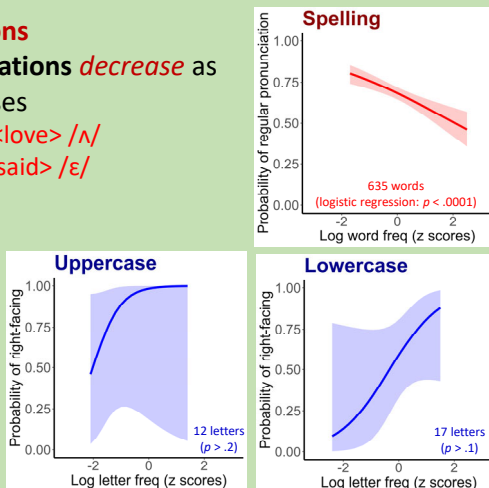 ons
ations decrease as
ses
<love> /ʌ/
said> /ɛ/
Spelling
Probability of regular pronunciation
1.00
0.75
0.50
0.25
0.00
635 words
(logistic regression: p < .0001)
-2 0 2
Log word freq (z scores)
Uppercase
Probability of right-facing
1.00
0.75
0.50
0.25
0.00
12 letters
(p > .2)
-2 0 2
Log letter freq (z scores)
Lowercase
Probability of right-facing
1.00
0.75
0.50
0.25
0.00
17 letters
(p > .1)
-2 0 2
Log letter freq (z scores)